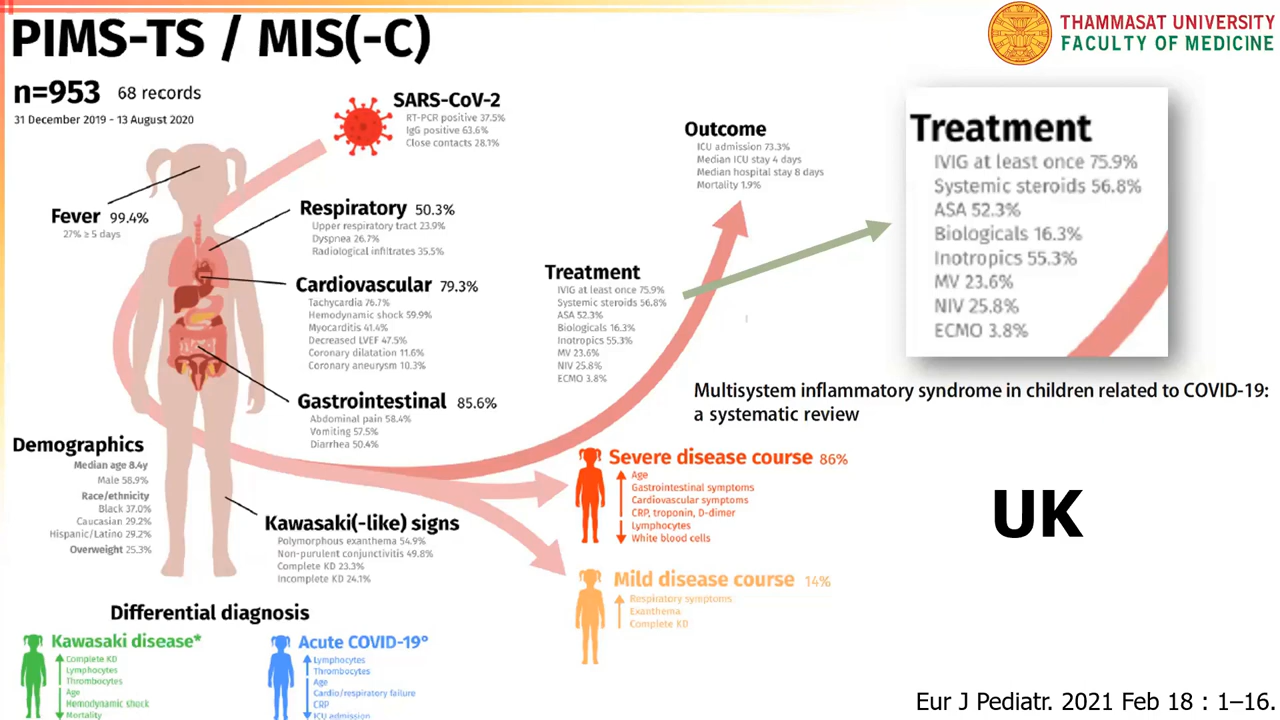 PIMS-TS / MIS(-C)
THAMMASAT UNIVERSITY
FACULTY OF MEDICINE
n=953 68 records
31 December 2019 - 13 August 2020
SARS-CoV-2
RT-PCR positive 37.5%
IgG positive 63.6%
Close contacts 28.1%
Fever 99.4%
27% ≥ 5 days
Respiratory 50.3%
Upper respiratory tract 23.9%
Dyspnea 26.7%
Radiological infiltrates 35.5%
Cardiovascular 79.3%
Tachycardia 76.7%
Hemodynamic shock 59.9%
Myocarditis 41.4%
Decreased LVEF 47.5%
Coronary dilatation 11.6%
Coronary aneurysm 10.3%
Gastrointestinal 85.6%
Abdominal pain 58.4%
Vomiting 57.5%
Diarrhea 50.4%
Demographics
Median age 8.4y
Male 58.9%
Race/ethnicity
Black 37.0%
Caucasian 29.2%
Hispanic/Latino 29.2%
Overweight 25.3%
Kawasaki(-like) signs
Polymorphous exanthema 54.9%
Non-purulent conjunctivitis 49.8%
Complete KD 23.3%
Incomplete KD 24.1%
Outcome
ICU admission 73.3%
Median ICU stay 4 days
Median hospital stay 8 days
Mortality 1.9%
Treatment
IVIG at least once 75.9%
Systemic steroids 56.8%
ASA 52.3%
Biologicals 16.3%
Inotropics 55.3%
MV 23.6%
NIV 25.8%
ECMO 3.8%
Treatment
IVIG at least once 75.9%
Systemic steroids 56.8%
ASA 52.3%
Biologicals 16.3%
Inotropics 55.3%
MV 23.6%
NIV 25.8%
ECMO 3.8%
Multisystem inflammatory syndrome in children related to COVID-19:
a systematic review
Severe disease course 86%
Age
Gastrointestinal symptoms
Cardiovascular symptoms
CRP, troponin, D-dimer
Lymphocytes
White blood cells
UK
Mild disease course 14%
Respiratory symptoms
Exanthema
Complete KD
Differential diagnosis
Kawasaki disease*
Complete KD
Lymphocytes
Thrombocytes
Age
Hemodynamic shock
Mortality
Acute COVID-19°
Lymphocytes
Thrombocytes
Age
Cardio/respiratory failure
CRP
ICU admission
Eur J Pediatr. 2021 Feb 18 : 1–16.